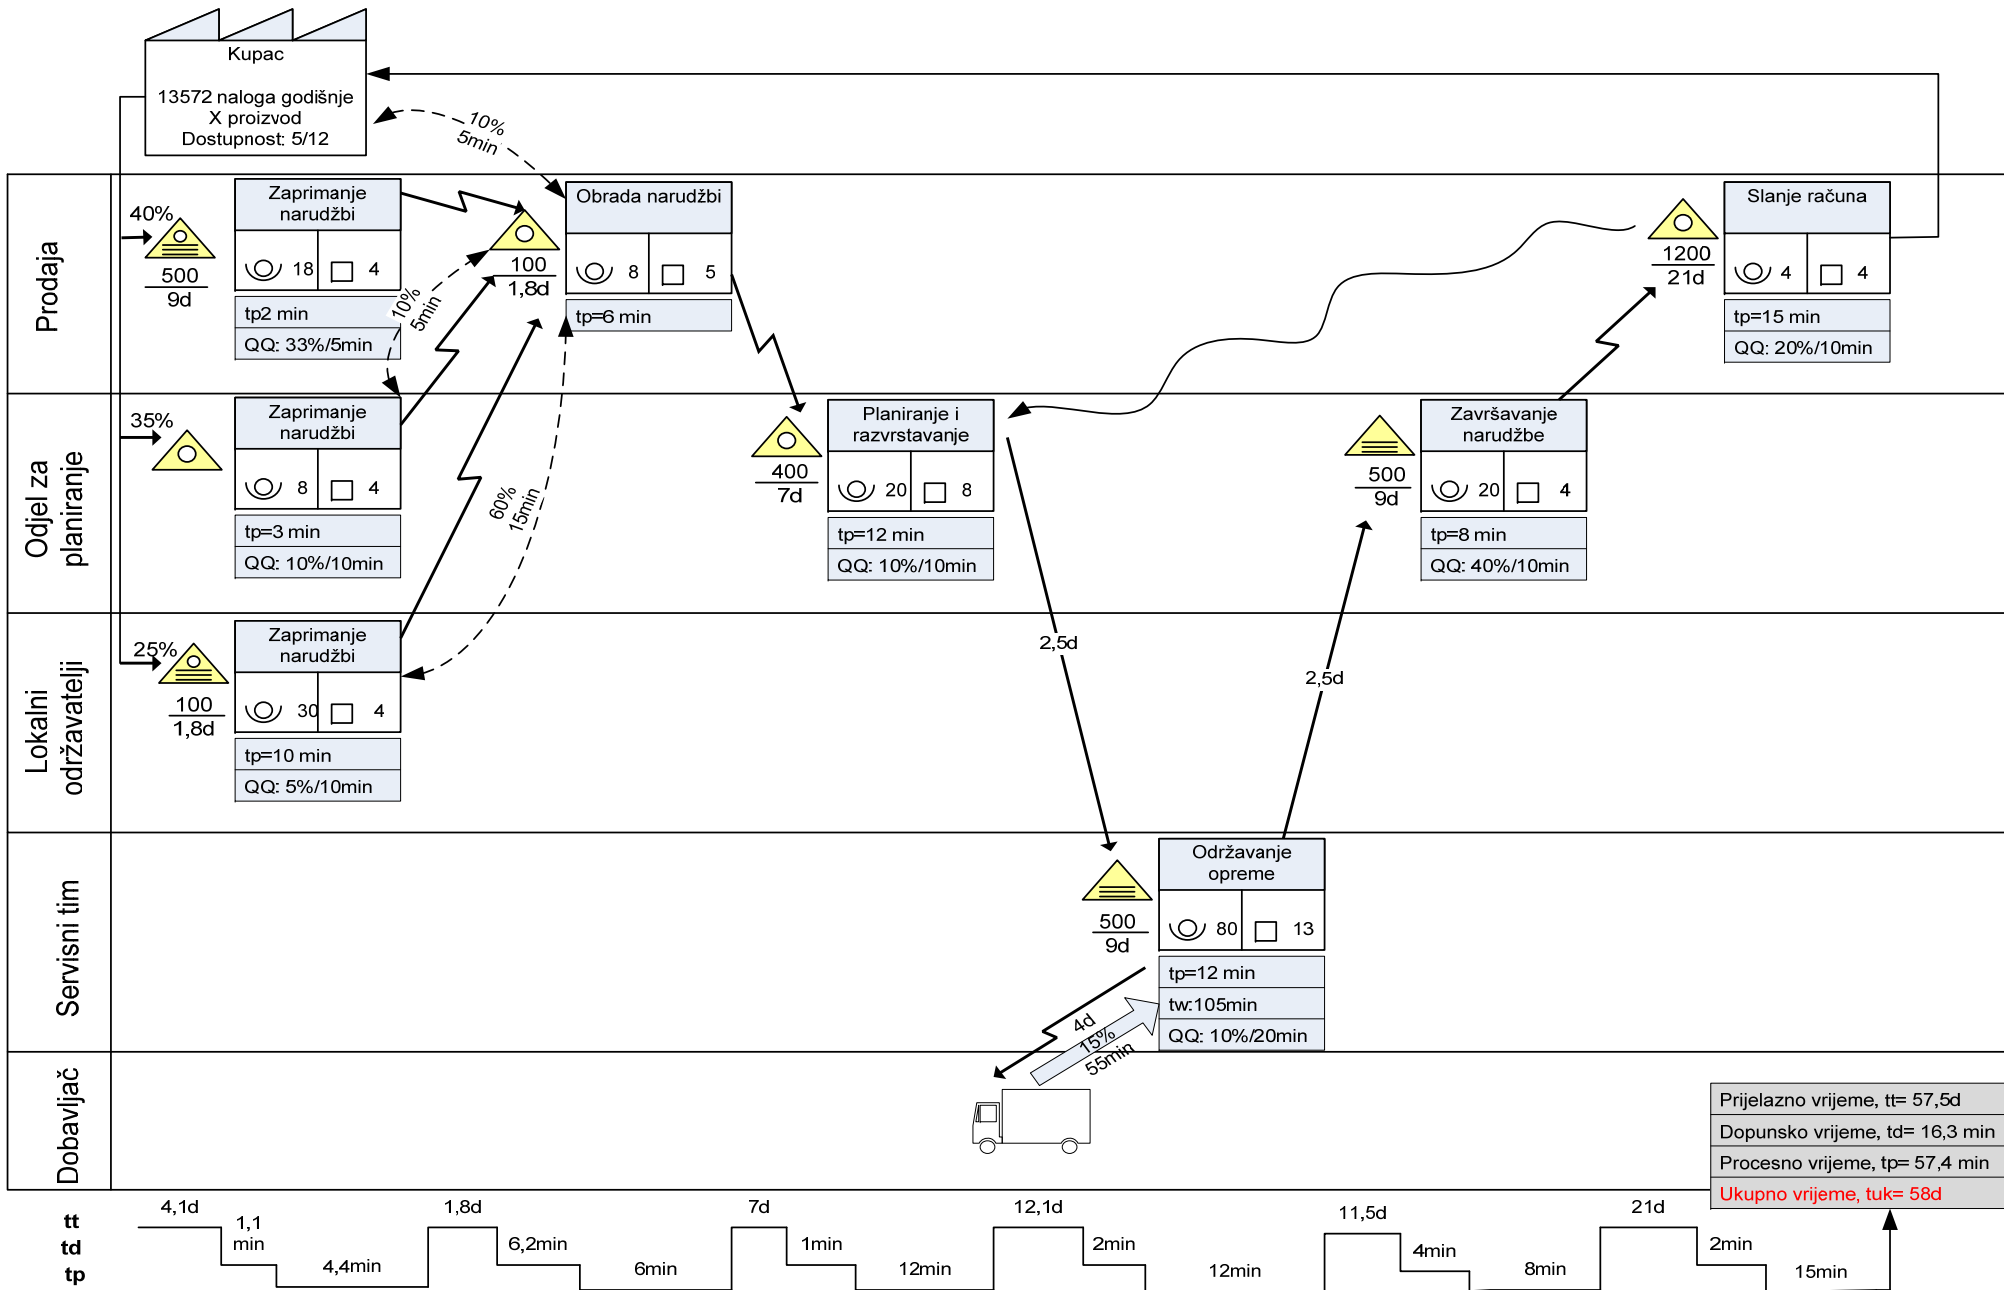 Kupac
13572 naloga godišnje
X proizvod
Dostupnost: 5/12
10%
5min
Prodaja
40%
500
9d
Zaprimanje
narudžbi
18
4
tp2 min
QQ: 33%/5min
10%
5min
100
1,8d
Obrada narudžbi
8
5
tp=6 min
1200
21d
Slanje računa
4
4
tp=15 min
QQ: 20%/10min
Odjel za
planiranje
35%
Zaprimanje
narudžbi
8
4
tp=3 min
QQ: 10%/10min
60%
15min
400
7d
Planiranje i
razvrstavanje
20
8
tp=12 min
QQ: 10%/10min
500
9d
Završavanje
narudžbe
20
4
tp=8 min
QQ: 40%/10min
Lokalni
održavatelji
25%
100
1,8d
Zaprimanje
narudžbi
30
4
tp=10 min
QQ: 5%/10min
2,5d
2,5d
Servisni tim
500
9d
Održavanje
opreme
80
13
tp=12 min
tw:105min
QQ: 10%/20min
4d
15%
55min
Dobavljač
Prijelazno vrijeme, tt= 57,5d
Dopunsko vrijeme, td= 16,3 min
Procesno vrijeme, tp= 57,4 min
Ukupno vrijeme, tuk= 58d
tt
td
tp
4,1d
1,1
min
4,4min
1,8d
6,2min
6min
7d
1min
12min
12,1d
2min
12min
11,5d
4min
8min
21d
2min
15min